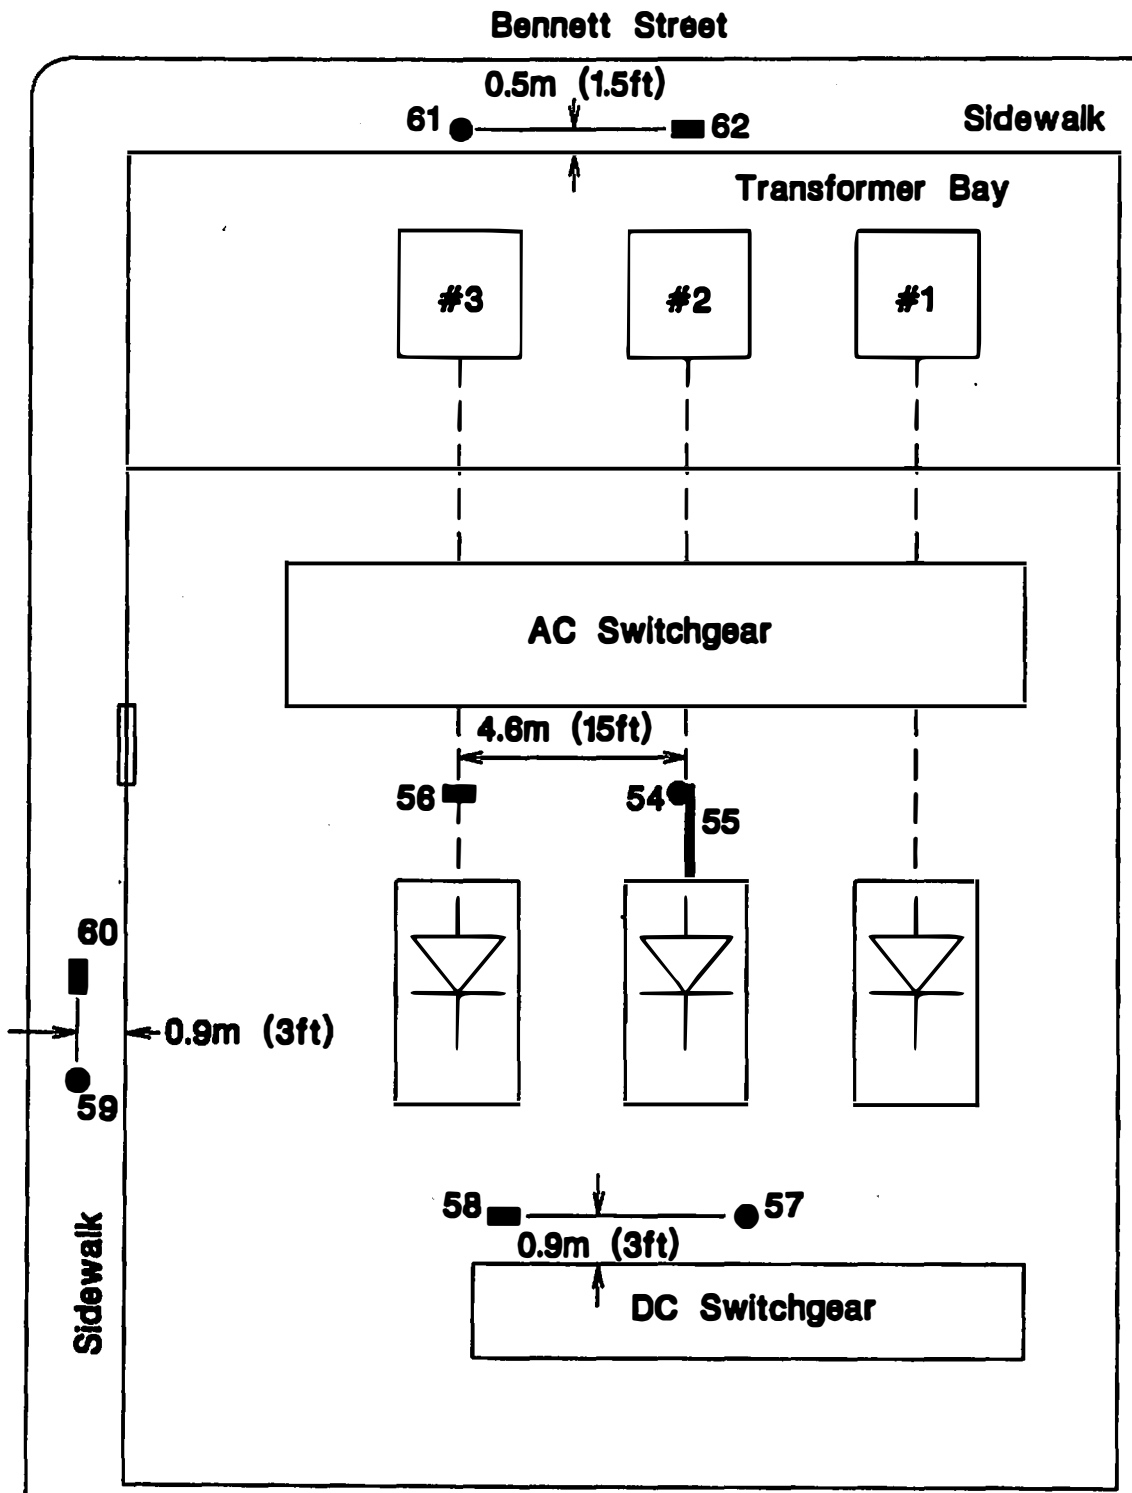 Bennett Street
0.5m (1.5ft)
61
62
Sidewalk
Transformer Bay
#3
#2
#1
AC Switchgear
4.6m (15ft)
56
54
55
60
0.9m (3ft)
59
58
57
0.9m (3ft)
Sidewalk
DC Switchgear